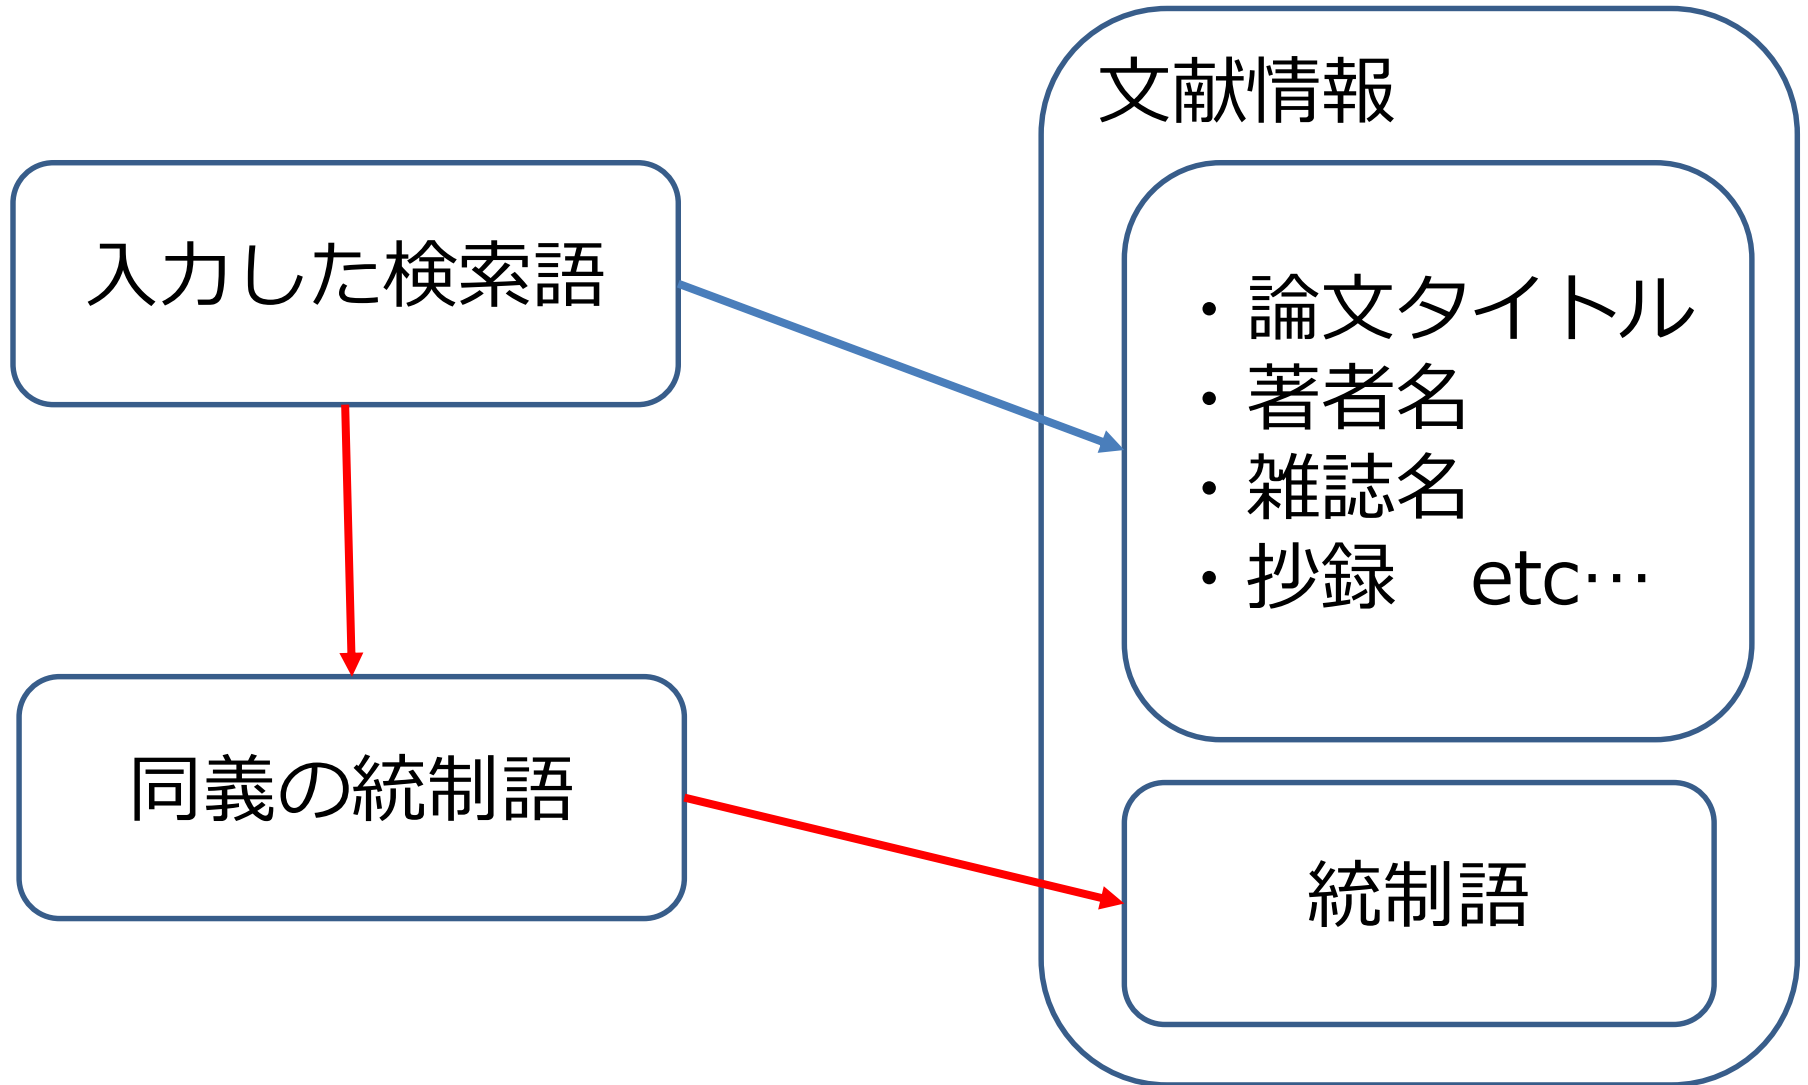 文献情報
入力した検索語
・論文タイトル
・著者名
・雑誌名
・抄録　etc…
同義の統制語
統制語